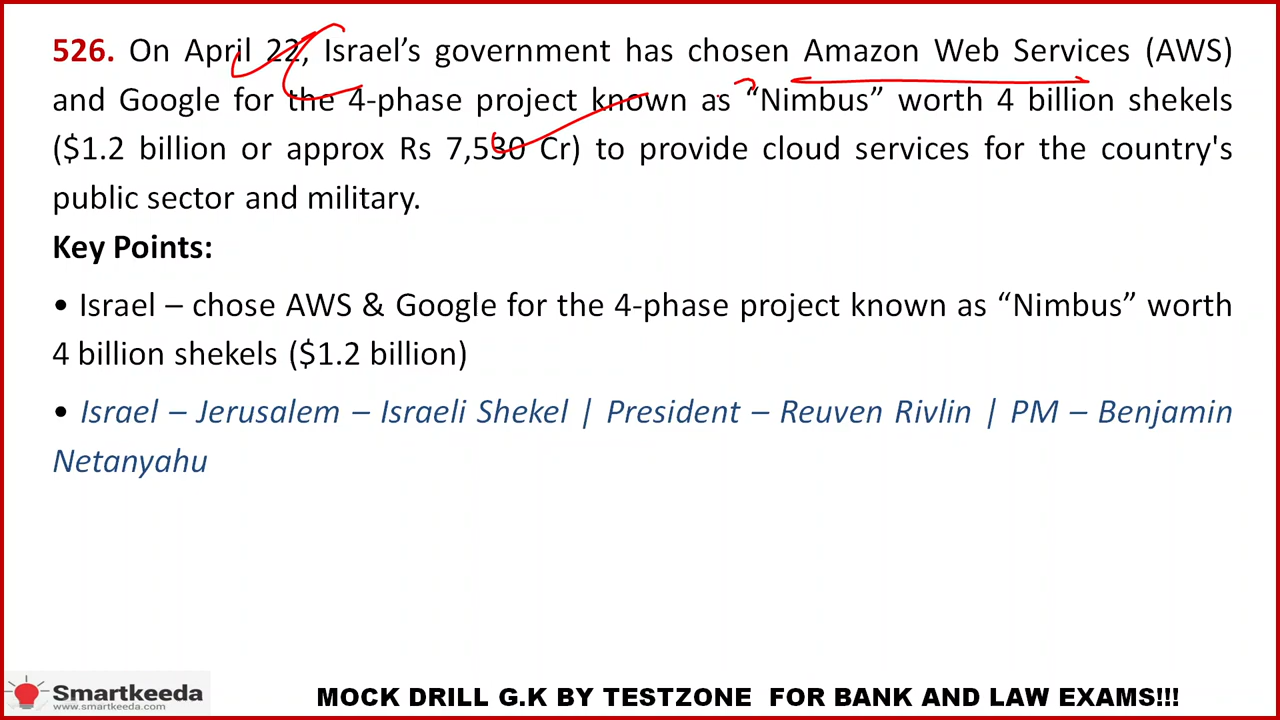 526. On April 22, Israel’s government has chosen Amazon Web Services (AWS)
and Google for the 4-phase project known as “Nimbus” worth 4 billion shekels
($1.2 billion or approx Rs 7,530 Cr) to provide cloud services for the country's
public sector and military.
Key Points:
• Israel – chose AWS & Google for the 4-phase project known as “Nimbus” worth
4 billion shekels ($1.2 billion)
• Israel – Jerusalem – Israeli Shekel | President – Reuven Rivlin | PM – Benjamin
Netanyahu
Smartkeeda
www.smartkeeda.com
MOCK DRILL G.K BY TESTZONE FOR BANK AND LAW EXAMS!!!